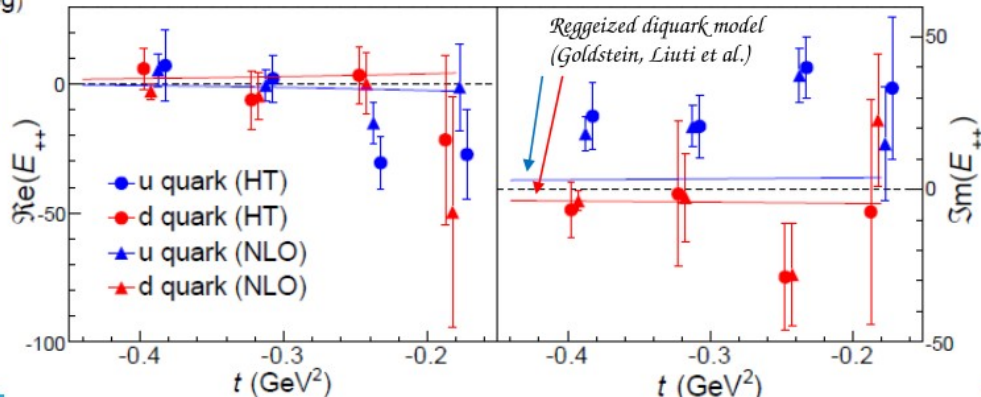 g)
Reggeized diquark model
(Goldstein, Liuti et al.)
ℜe(E₊₊)
0
-50
-100
u quark (HT)
d quark (HT)
u quark (NLO)
d quark (NLO)
-0.4
-0.3
-0.2
t (GeV²)
-0.4
-0.3
-0.2
t (GeV²)
50
0
-50
ℑm(E₊₊)